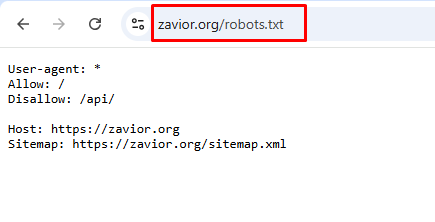 zavior.org/robots.txt
User-agent: *
Allow: /
Disallow: /api/
Host: https://zavior.org
Sitemap: https://zavior.org/sitemap.xml